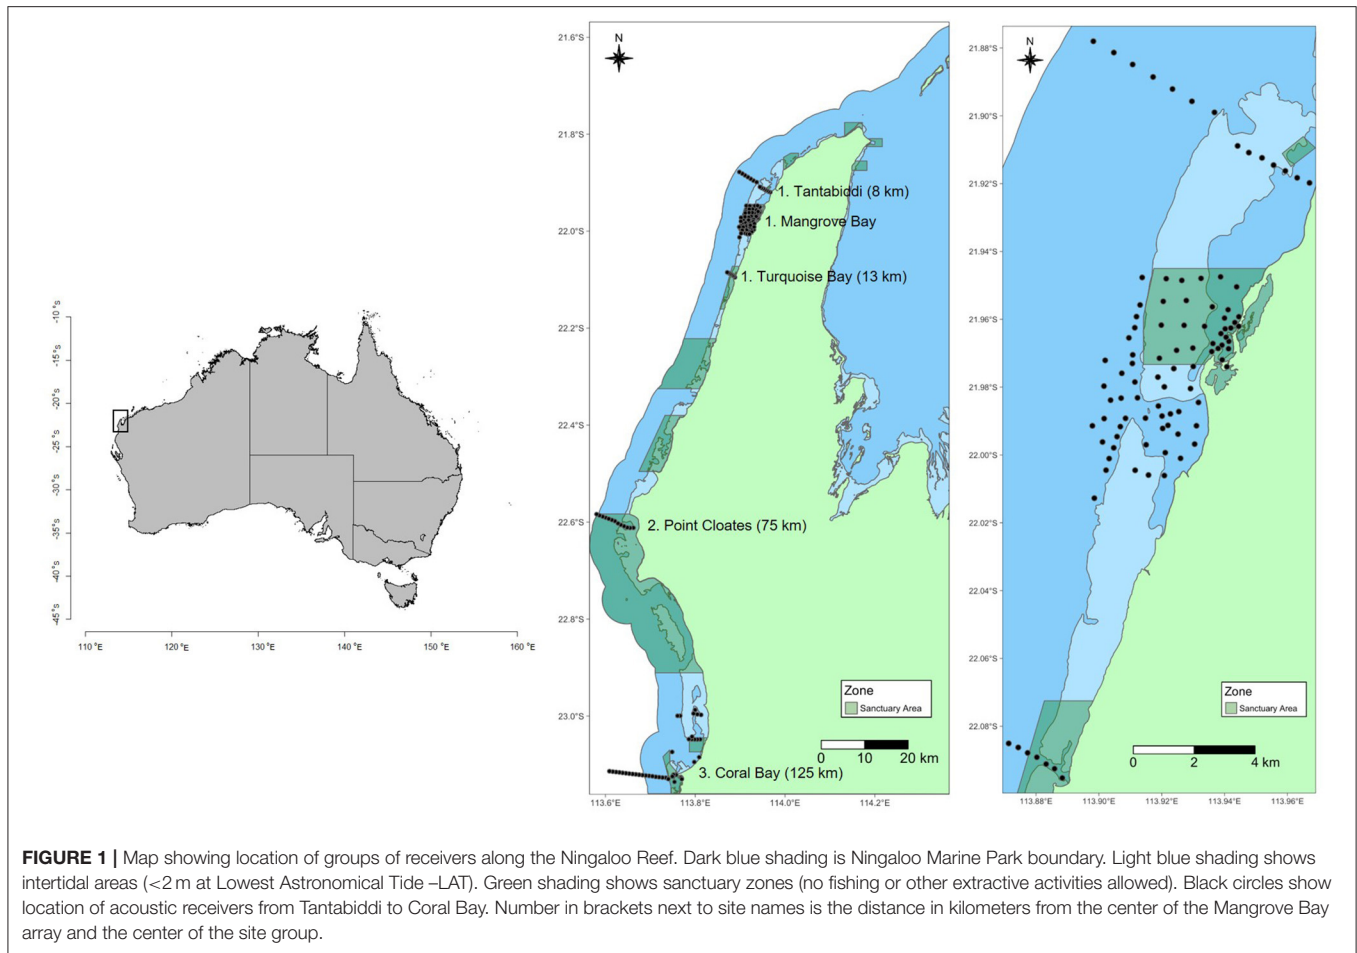 -10 °S
-15 °S
-20 °S
-25 °S
-30 °S
-35 °S
-40 °S
-45 °S
110 °E
120 °E
130 °E
140 °E
150 °E
160 °E
21.6°S
21.8°S
22.0°S
22.2°S
22.4°S
22.6°S
22.8°S
23.0°S
N
1. Tantabiddi (8 km)
1. Mangrove Bay
1. Turquoise Bay (13 km)
2. Point Cloates (75 km)
3. Coral Bay (125 km)
Zone
Sanctuary Area
0 10 20 km
113.6°E
113.8°E
114.0°E
114.2°E
21.88°S
21.90°S
21.92°S
21.94°S
21.96°S
21.98°S
22.00°S
22.02°S
22.04°S
22.06°S
22.08°S
N
Zone
Sanctuary Area
0 2 4 km
113.88°E
113.90°E
113.92°E
113.94°E
113.96°E
FIGURE 1 | Map showing location of groups of receivers along the Ningaloo Reef. Dark blue shading is Ningaloo Marine Park boundary. Light blue shading shows
intertidal areas (<2 m at Lowest Astronomical Tide –LAT). Green shading shows sanctuary zones (no fishing or other extractive activities allowed). Black circles show
location of acoustic receivers from Tantabiddi to Coral Bay. Number in brackets next to site names is the distance in kilometers from the center of the Mangrove Bay
array and the center of the site group.